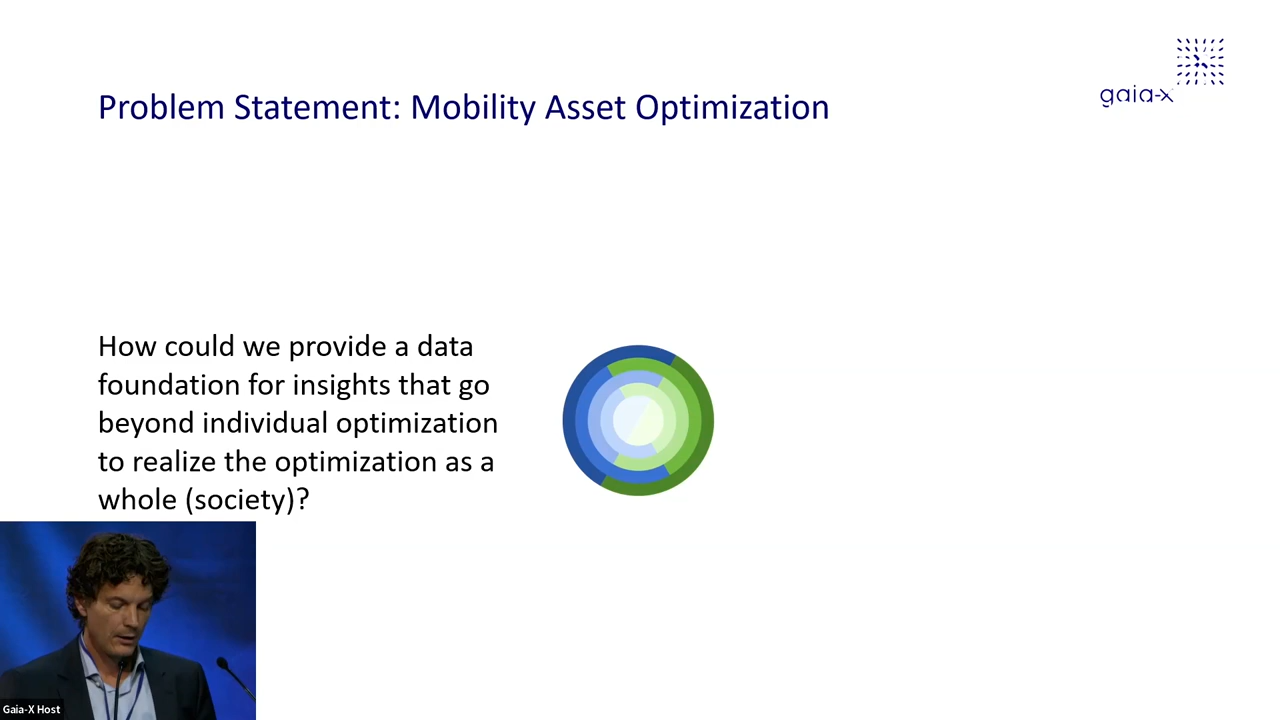 Problem Statement: Mobility Asset Optimization
gaia-x
How could we provide a data
foundation for insights that go
beyond individual optimization
to realize the optimization as a
whole (society)?
Gaia-X Host